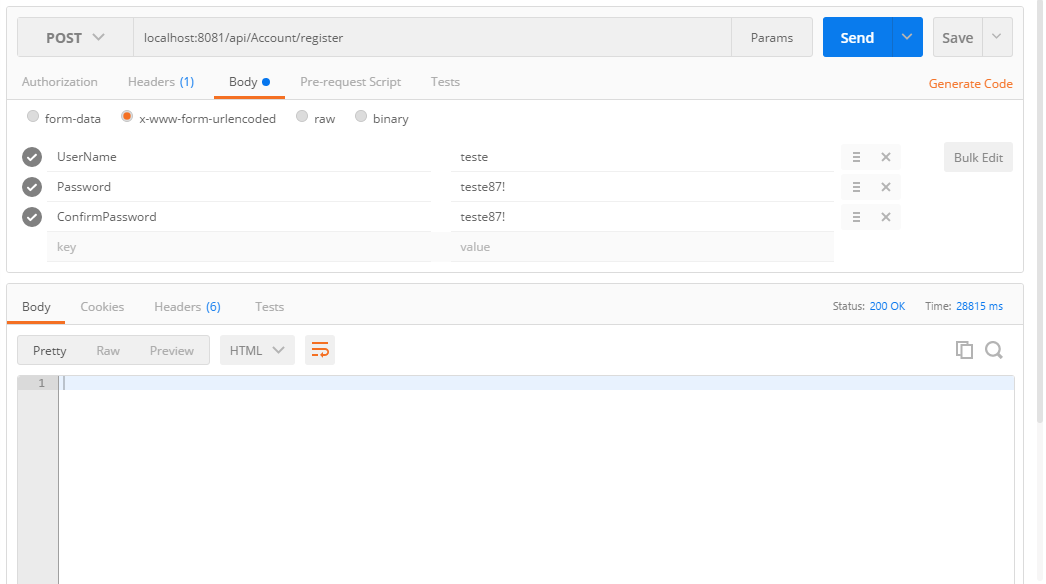 POST localhost:8081/api/Account/register Params Send Save
Authorization Headers (1) Body Pre-request Script Tests Generate Code
form-data x-www-form-urlencoded raw binary
UserName teste Bulk Edit
Password teste87!
ConfirmPassword teste87!
key value
Body Cookies Headers (6) Tests Status: 200 OK Time: 28815 ms
Pretty Raw Preview HTML
1